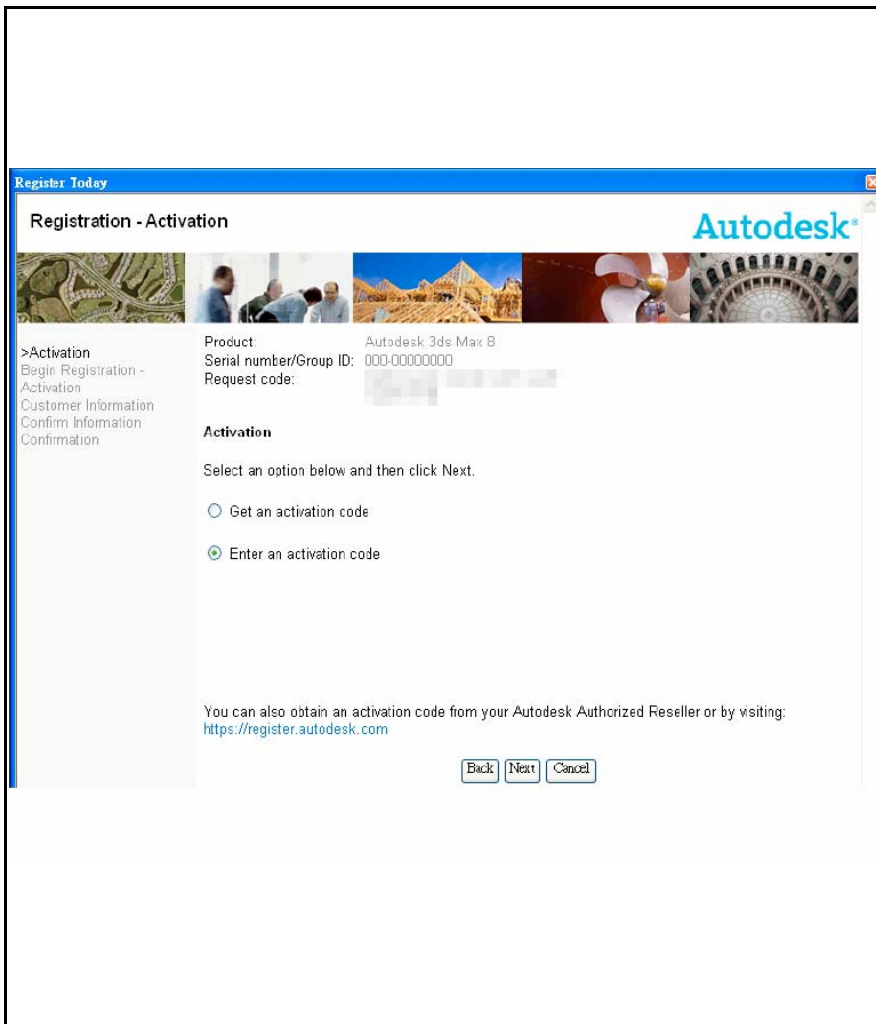 Register Today
Registration - Activation
Autodesk®
>Activation
Begin Registration -
Activation
Customer Information
Confirm Information
Confirmation
Product: Autodesk 3ds Max 8
Serial number/Group ID: 000-00000000
Request code:
Activation
Select an option below and then click Next.
Get an activation code
Enter an activation code
You can also obtain an activation code from your Autodesk Authorized Reseller or by visiting:
https://register.autodesk.com
Back Next Cancel